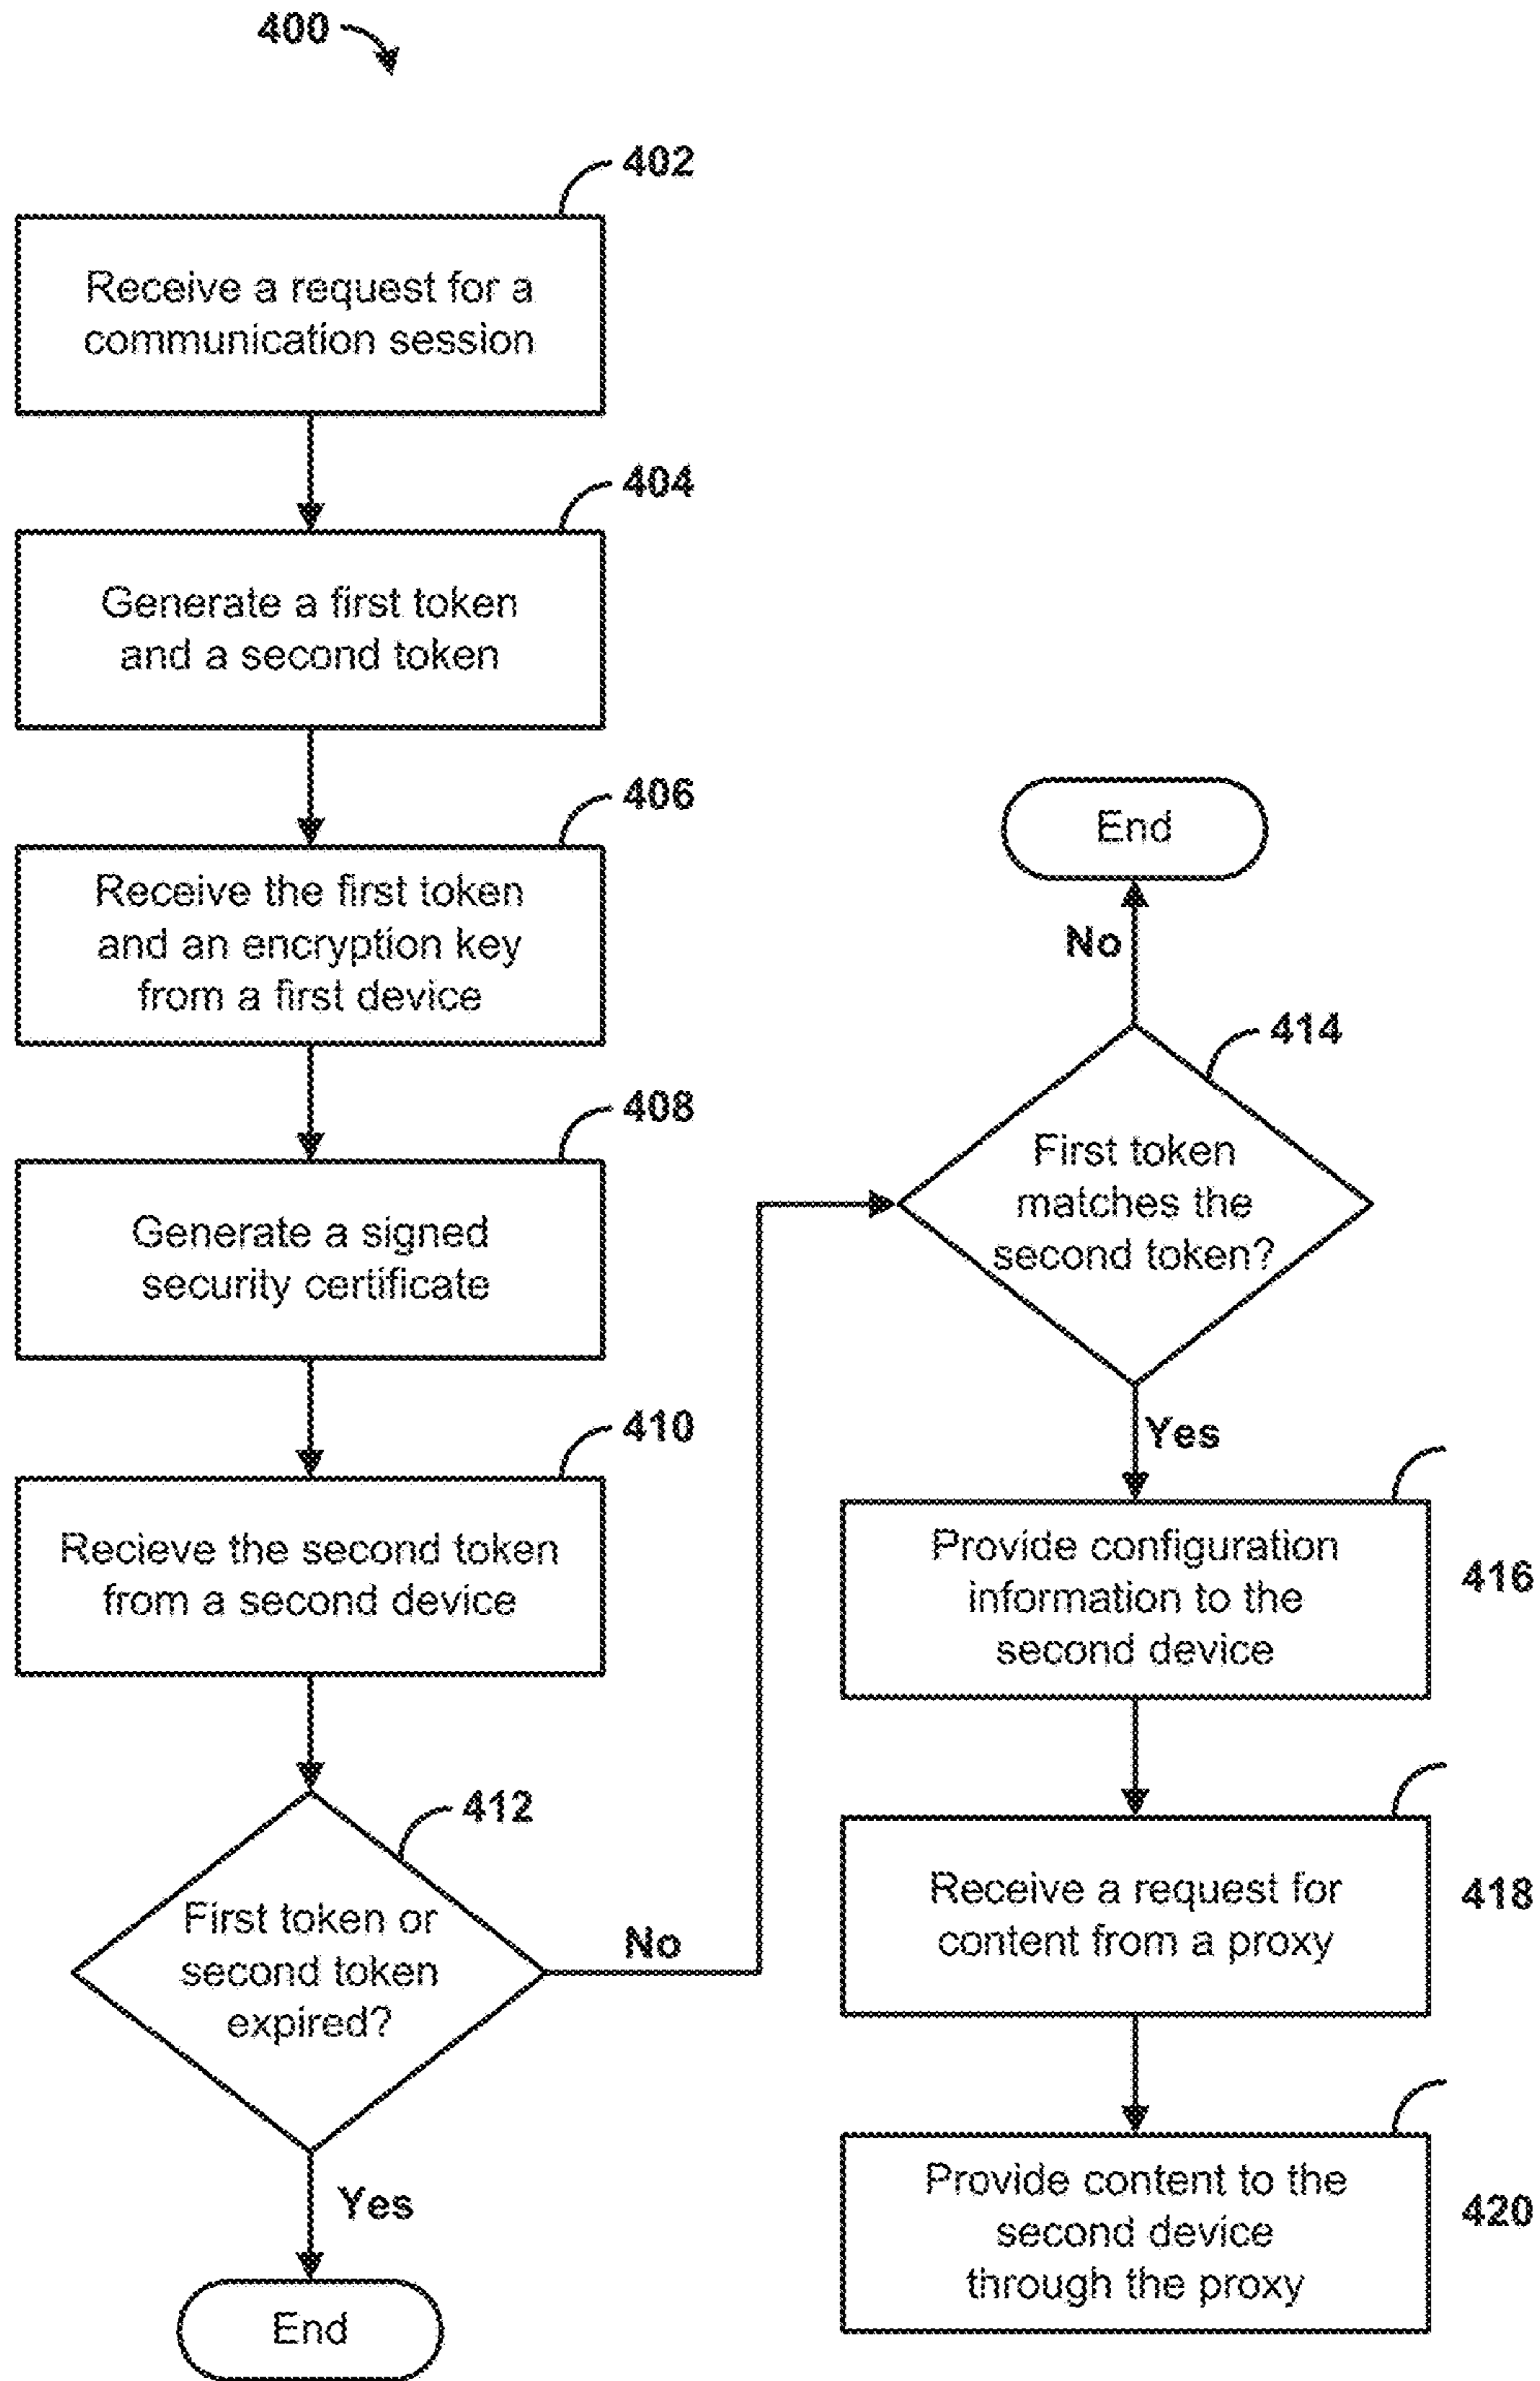 400
402
Receive a request for a
communication session
404
Generate a first token
and a second token
406
Receive the first token
and an encryption key
from a first device
408
Generate a signed
security certificate
410
Recieve the second token
from a second device
412
First token or
second token
expired?
No
Yes
End
End
No
414
First token
matches the
second token?
Yes
416
Provide configuration
information to the
second device
418
Receive a request for
content from a proxy
420
Provide content to the
second device
through the proxy